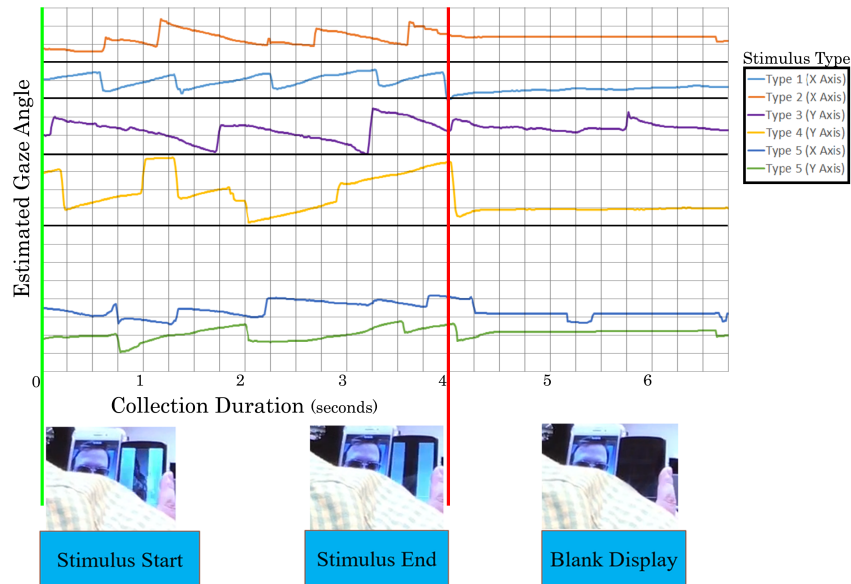 Estimated Gaze Angle
Stimulus Type
Type 1 (X Axis)
Type 2 (X Axis)
Type 3 (Y Axis)
Type 4 (Y Axis)
Type 5 (X Axis)
Type 5 (Y Axis)
0 1 2 3 4 5 6
Collection Duration (seconds)
Stimulus Start
Stimulus End
Blank Display